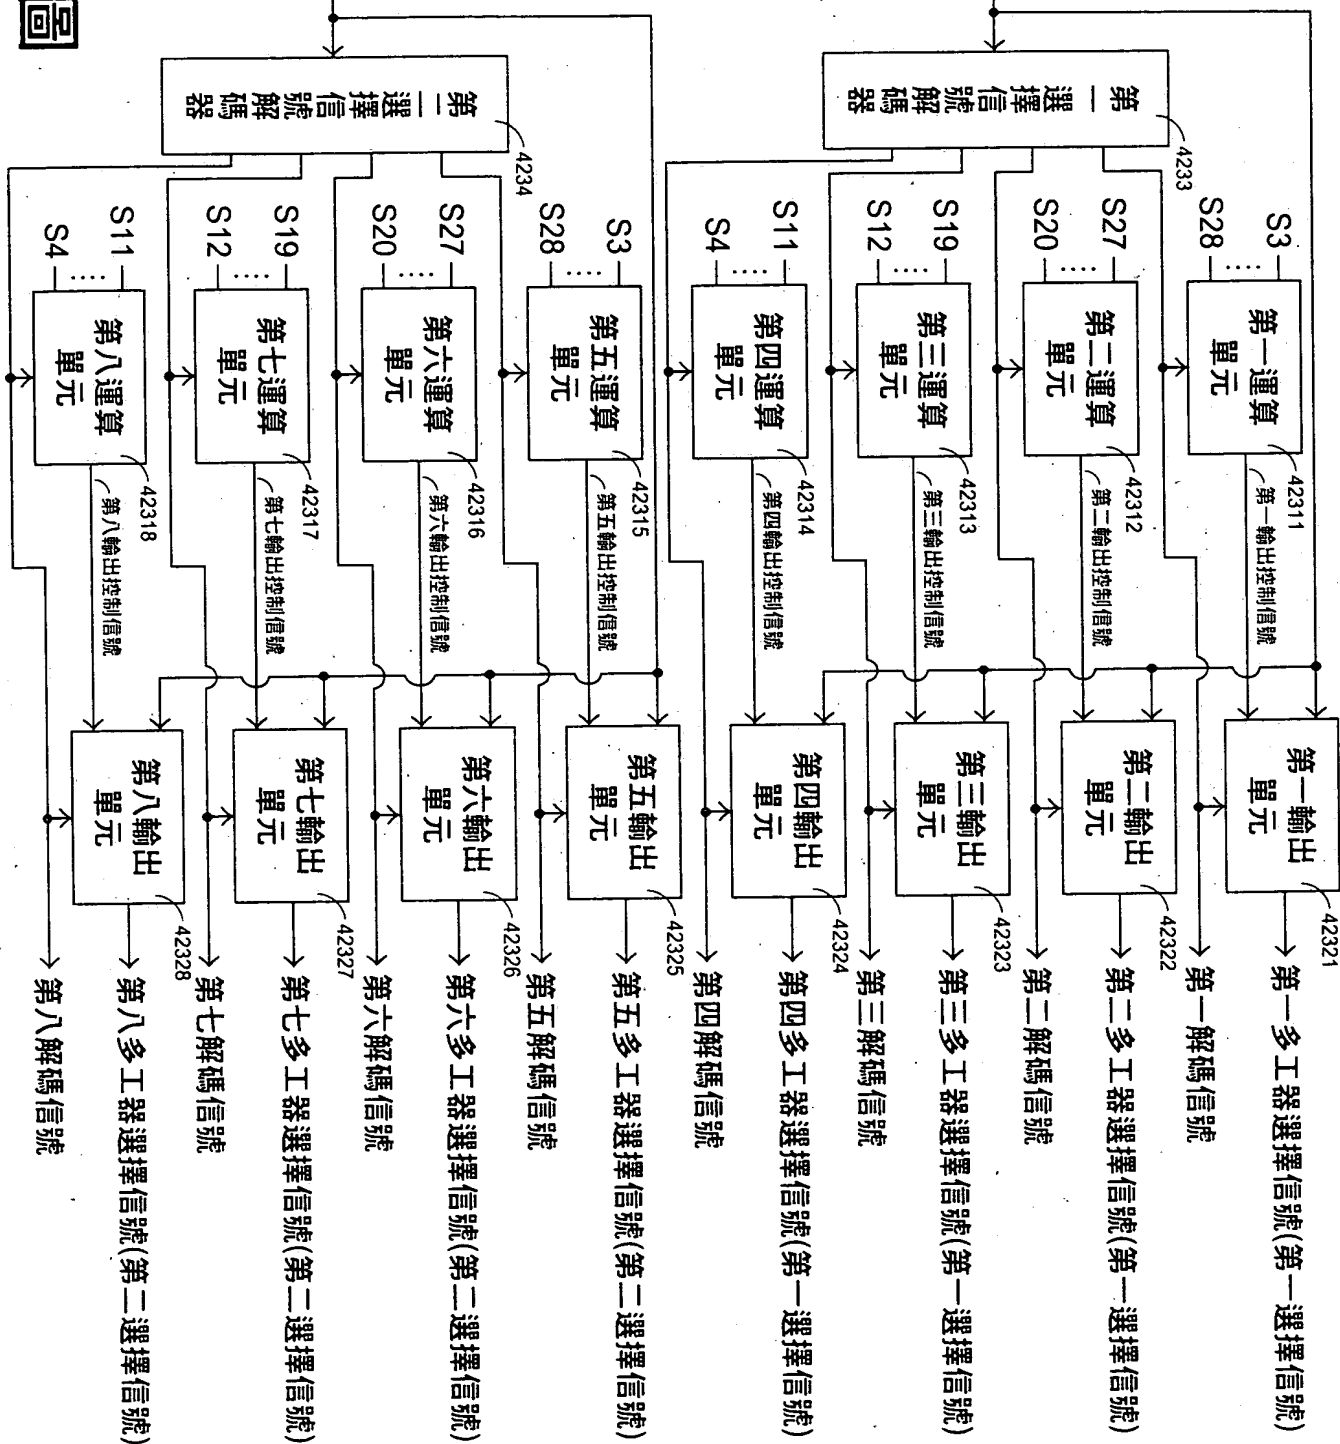 圖
第一選擇信號解碼器
4233
S3
S28
第一運算
單元
42311
第一輸出控制信號
第一輸出
單元
42321
第一多工器選擇信號(第一選擇信號)
第一解碼信號
S27
S20
第二運算
單元
42312
第二輸出控制信號
第二輸出
單元
42322
第二多工器選擇信號(第一選擇信號)
第二解碼信號
S19
S12
第三運算
單元
42313
第三輸出控制信號
第三輸出
單元
42323
第三多工器選擇信號(第一選擇信號)
第三解碼信號
S11
S4
第四運算
單元
42314
第四輸出控制信號
第四輸出
單元
42324
第四多工器選擇信號(第一選擇信號)
第四解碼信號
第二選擇信號解碼器
4234
S3
S28
第五運算
單元
42315
第五輸出控制信號
第五輸出
單元
42325
第五多工器選擇信號(第二選擇信號)
第五解碼信號
S27
S20
第六運算
單元
42316
第六輸出控制信號
第六輸出
單元
42326
第六多工器選擇信號(第二選擇信號)
第六解碼信號
S19
S12
第七運算
單元
42317
第七輸出控制信號
第七輸出
單元
42327
第七多工器選擇信號(第二選擇信號)
第七解碼信號
S11
S4
第八運算
單元
42318
第八輸出控制信號
第八輸出
單元
42328
第八多工器選擇信號(第二選擇信號)
第八解碼信號